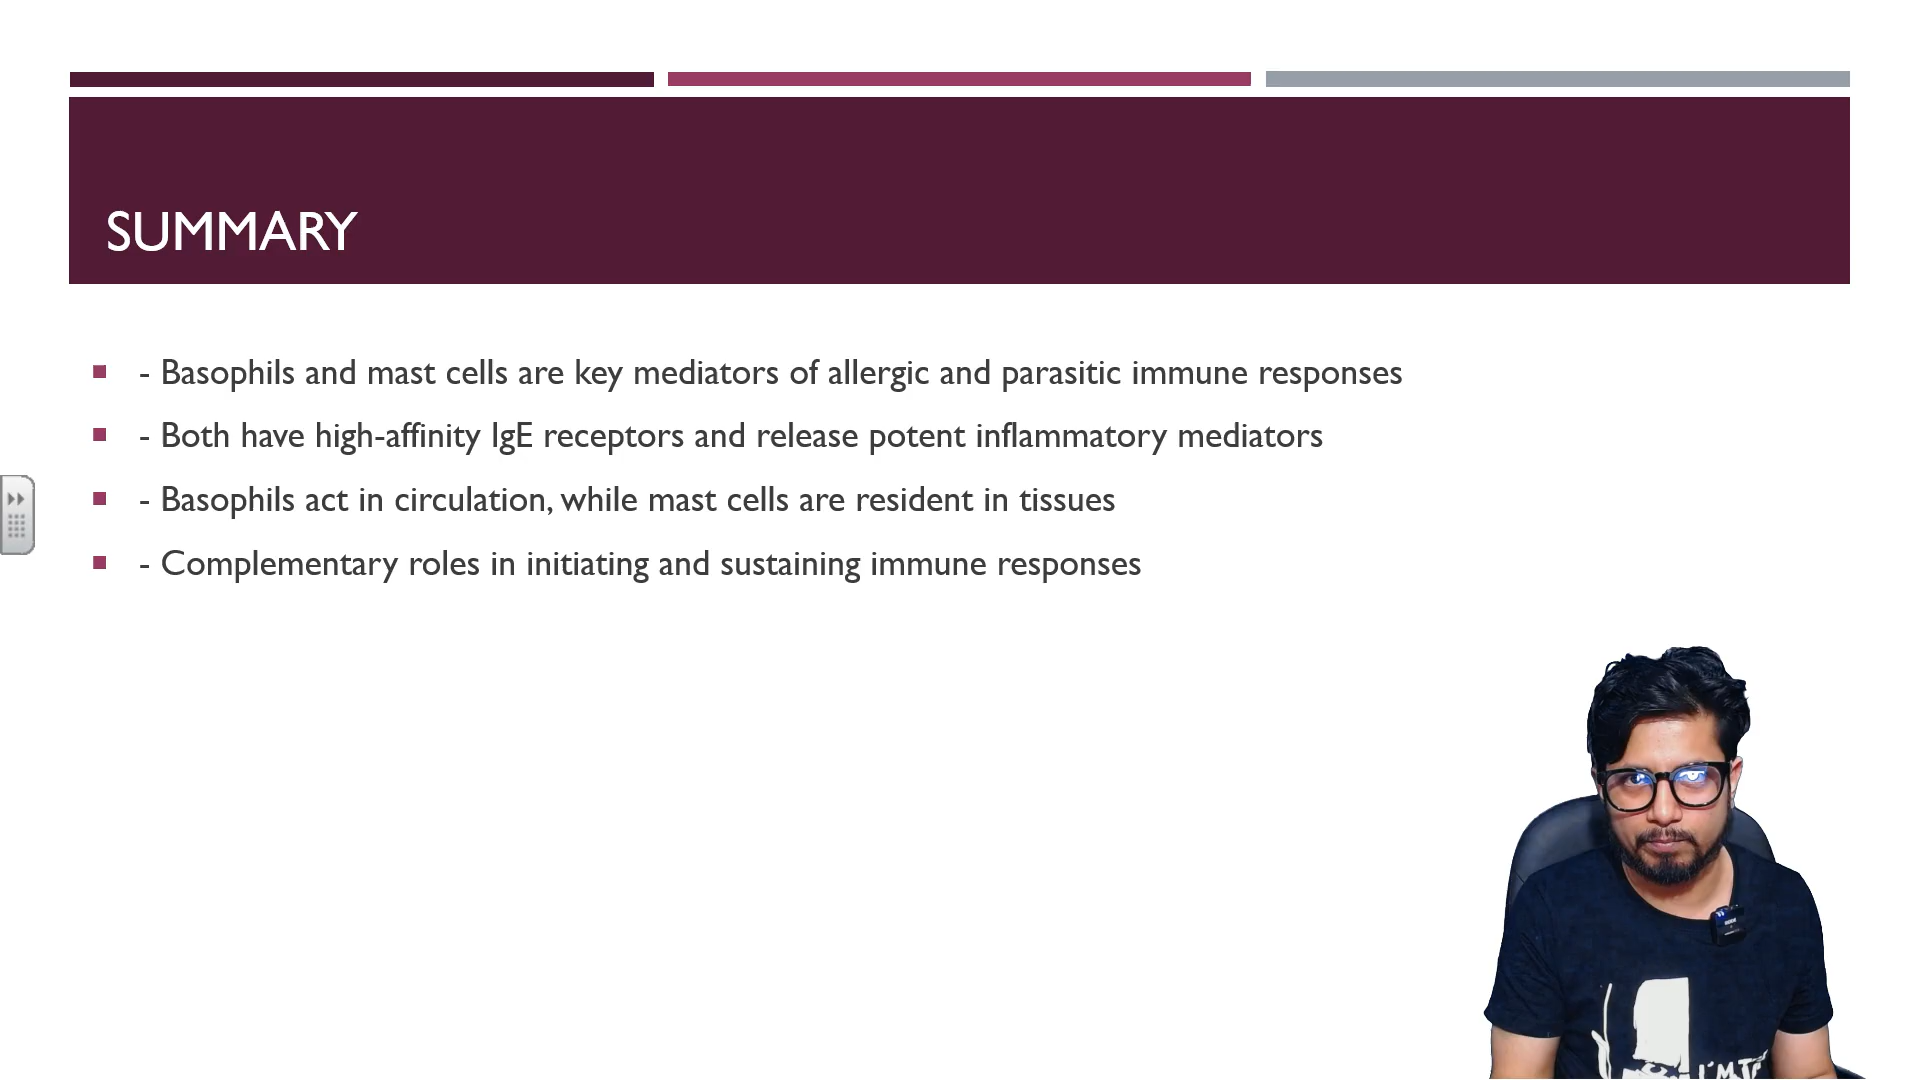 SUMMARY
- Basophils and mast cells are key mediators of allergic and parasitic immune responses
- Both have high-affinity IgE receptors and release potent inflammatory mediators
- Basophils act in circulation, while mast cells are resident in tissues
- Complementary roles in initiating and sustaining immune responses